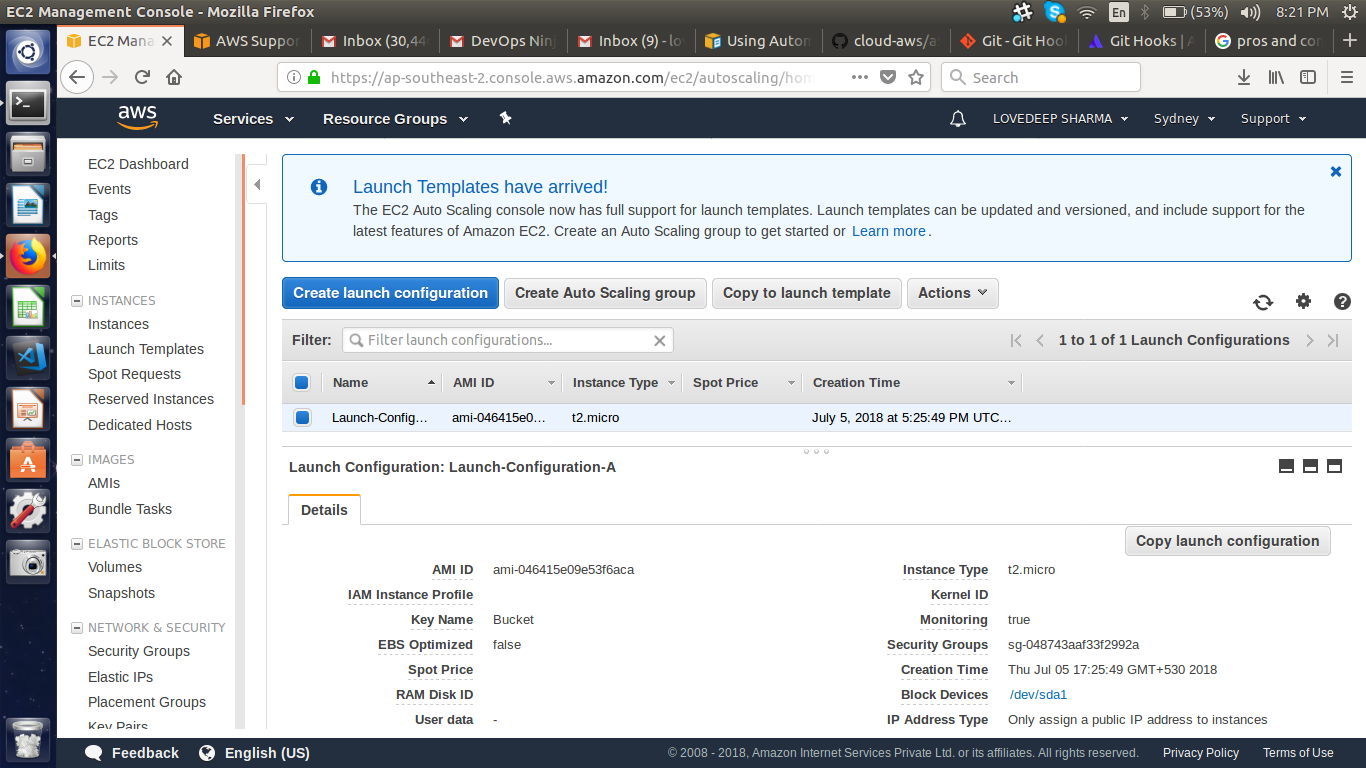 EC2 Management Console - Mozilla Firefox
En
(53%)
8:21 PM
EC2 Mana
AWS Suppor
Inbox (30,44
DevOps Nin
Inbox (9) - lo
Using Auton
cloud-aws/a
Git - Git Hool
Git Hooks | A
pros and con
https://ap-southeast-2.console.aws.amazon.com/ec2/autoscaling/hom
Search
aws
Services
Resource Groups
LOVEDEEP SHARMA
Sydney
Support
EC2 Dashboard
Events
Tags
Reports
Limits
INSTANCES
Instances
Launch Templates
Spot Requests
Reserved Instances
Dedicated Hosts
IMAGES
AMIs
Bundle Tasks
ELASTIC BLOCK STORE
Volumes
Snapshots
NETWORK & SECURITY
Security Groups
Elastic IPs
Placement Groups
Key Pairs
Launch Templates have arrived!
The EC2 Auto Scaling console now has full support for launch templates. Launch templates can be updated and versioned, and include support for the
latest features of Amazon EC2. Create an Auto Scaling group to get started or Learn more.
Create launch configuration
Create Auto Scaling group
Copy to launch template
Actions
Filter:
Filter launch configurations...
1 to 1 of 1 Launch Configurations
Name
AMI ID
Instance Type
Spot Price
Creation Time
Launch-Config…
ami-046415e0…
t2.micro
July 5, 2018 at 5:25:49 PM UTC…
Launch Configuration: Launch-Configuration-A
Details
Copy launch configuration
AMI ID ami-046415e09e53f6aca
IAM Instance Profile
Key Name Bucket
EBS Optimized false
Spot Price
RAM Disk ID
User data -
Instance Type t2.micro
Kernel ID
Monitoring true
Security Groups sg-048743aaf33f2992a
Creation Time Thu Jul 05 17:25:49 GMT+530 2018
Block Devices /dev/sda1
IP Address Type Only assign a public IP address to instances
Feedback
English (US)
© 2008 - 2018, Amazon Internet Services Private Ltd. or its affiliates. All rights reserved.
Privacy Policy
Terms of Use